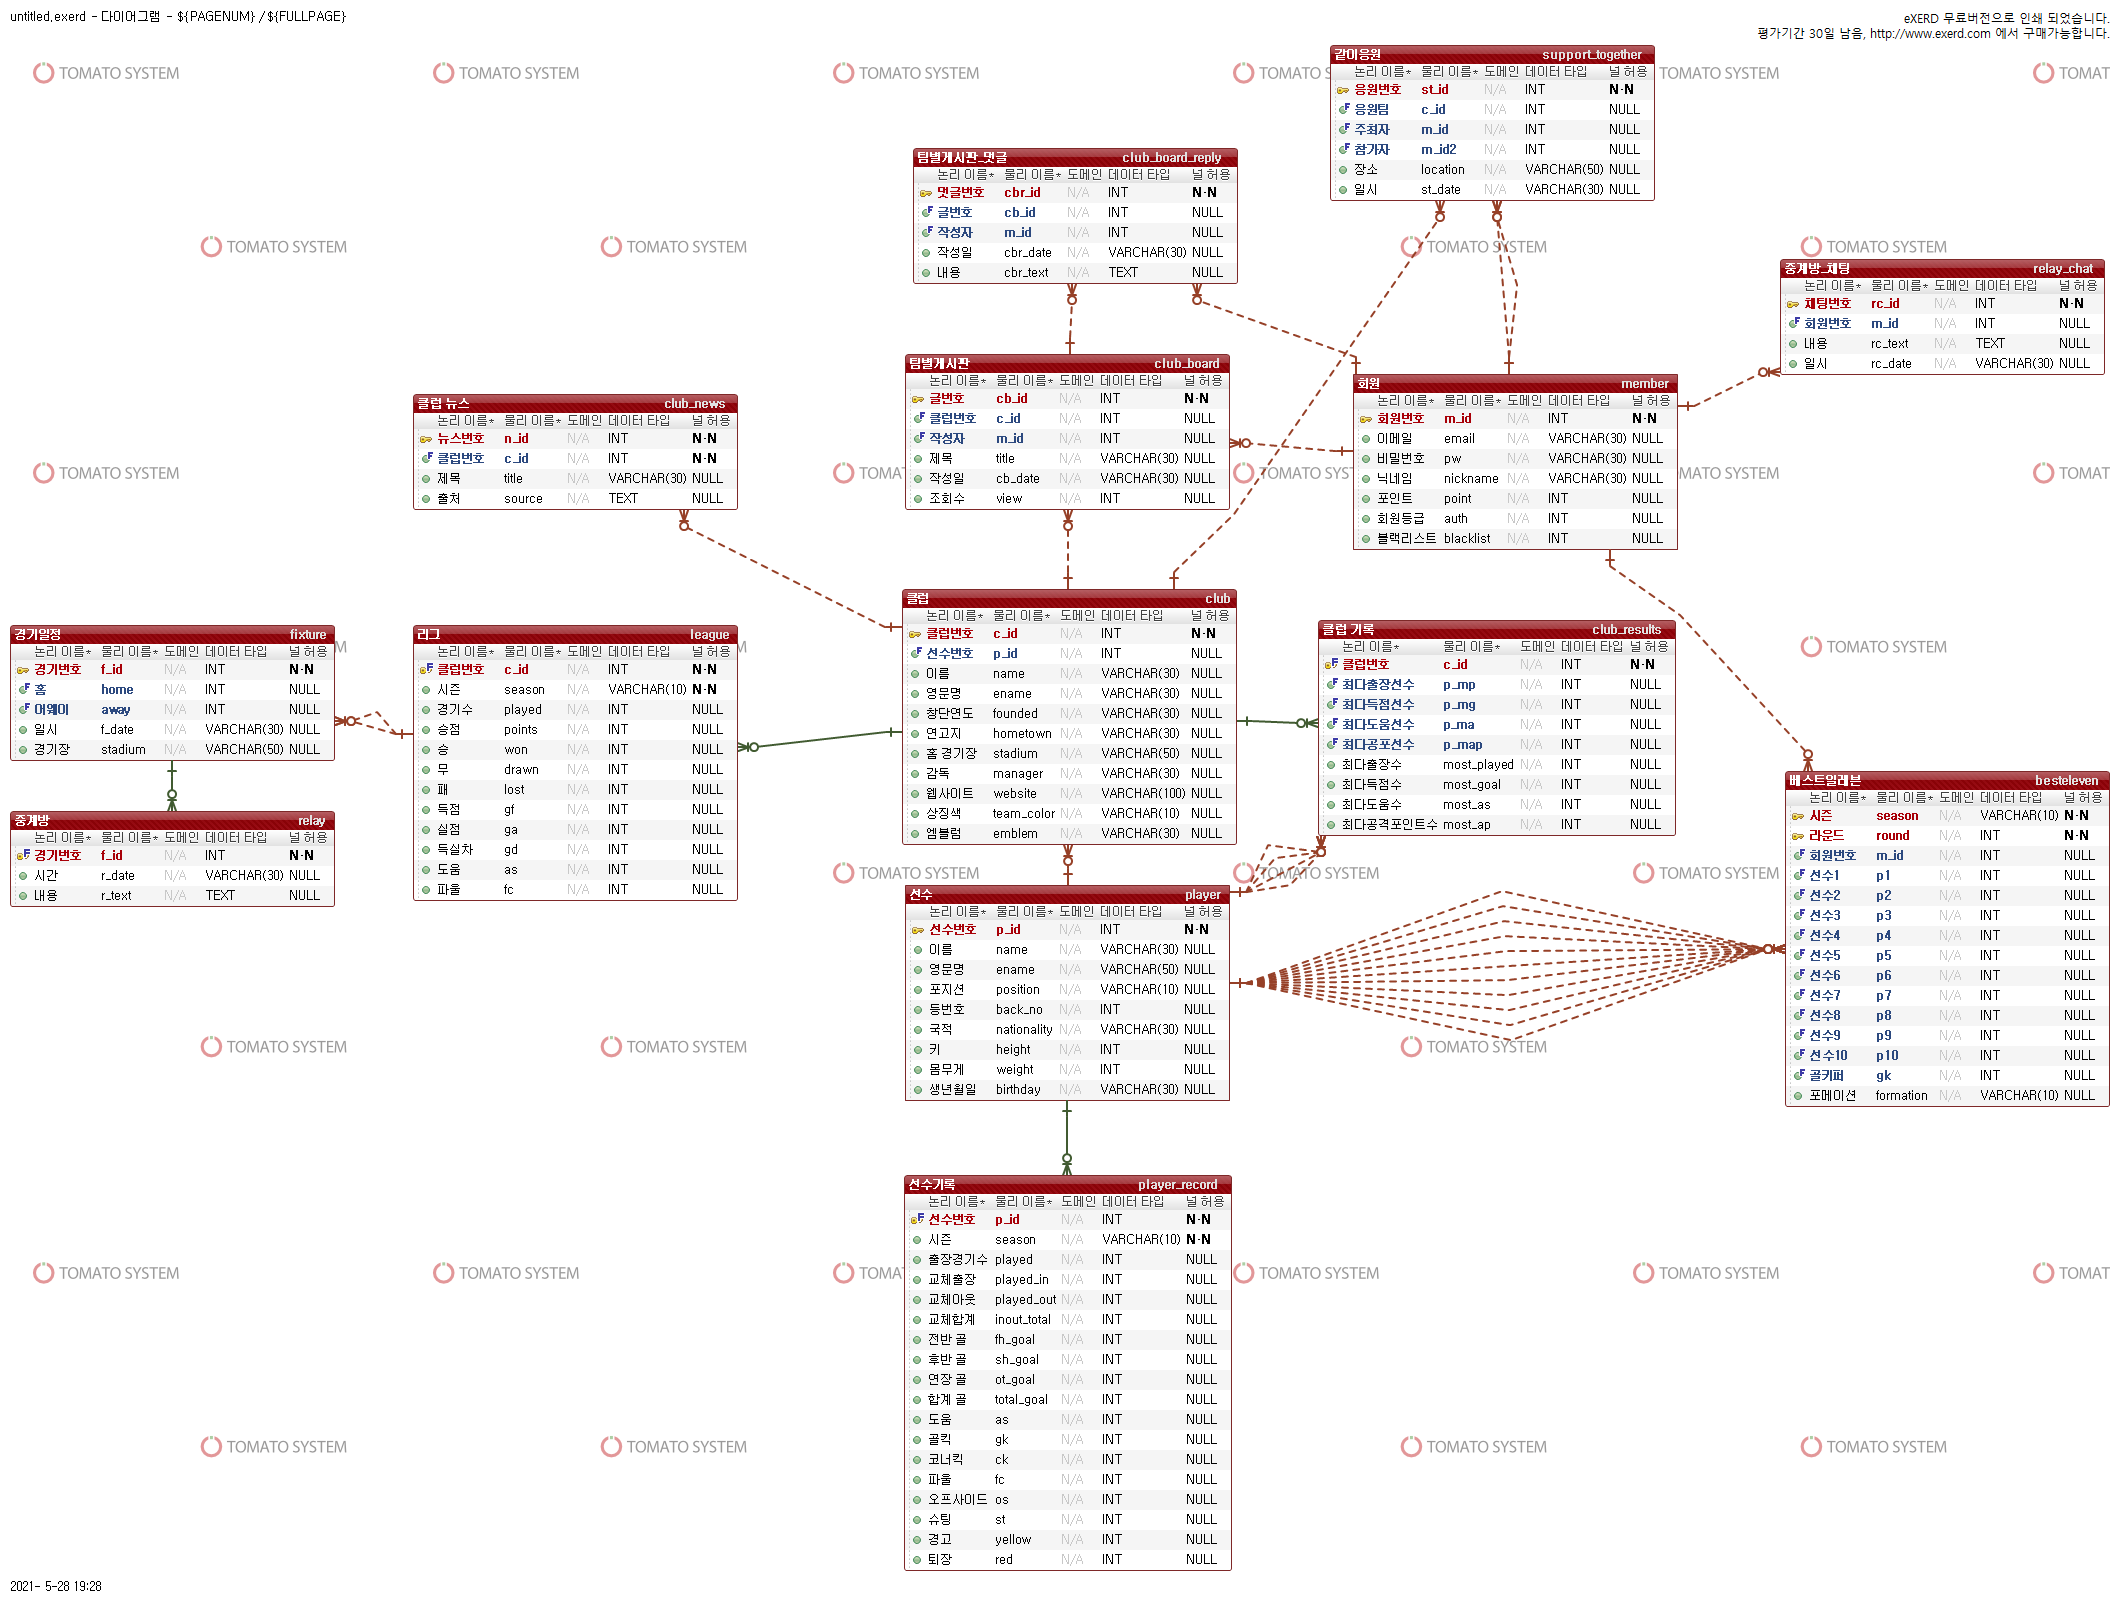 untitled.exerd - 다이어그램 - ${PAGENUM} / ${FULLPAGE}
eXERD 무료버전으로 인쇄 되었습니다.
평가기간 30일 남음, http://www.exerd.com 에서 구매가능합니다.
같이응원 support_together
논리 이름* 물리 이름* 도메인 데이터 타입 널 허용
응원번호 st_id N/A INT N-N
응원팀 c_id N/A INT NULL
주최자 m_id N/A INT NULL
참가자 m_id2 N/A INT NULL
장소 location N/A VARCHAR(50) NULL
일시 st_date N/A VARCHAR(30) NULL
팀별게시판_댓글 club_board_reply
논리 이름* 물리 이름* 도메인 데이터 타입 널 허용
댓글번호 cbr_id N/A INT N-N
글번호 cb_id N/A INT NULL
작성자 m_id N/A INT NULL
작성일 cbr_date N/A VARCHAR(30) NULL
내용 cbr_text N/A TEXT NULL
중계방_채팅 relay_chat
논리 이름* 물리 이름* 도메인 데이터 타입 널 허용
채팅번호 rc_id N/A INT N-N
회원번호 m_id N/A INT NULL
내용 rc_text N/A TEXT NULL
일시 rc_date N/A VARCHAR(30) NULL
팀별게시판 club_board
논리 이름* 물리 이름* 도메인 데이터 타입 널 허용
글번호 cb_id N/A INT N-N
클럽번호 c_id N/A INT NULL
작성자 m_id N/A INT NULL
제목 title N/A VARCHAR(30) NULL
작성일 cb_date N/A VARCHAR(30) NULL
조회수 view N/A INT NULL
회원 member
논리 이름* 물리 이름* 도메인 데이터 타입 널 허용
회원번호 m_id N/A INT N-N
이메일 email N/A VARCHAR(30) NULL
비밀번호 pw N/A VARCHAR(30) NULL
닉네임 nickname N/A VARCHAR(30) NULL
포인트 point N/A INT NULL
회원등급 auth N/A INT NULL
블랙리스트 blacklist N/A INT NULL
클럽 뉴스 club_news
논리 이름* 물리 이름* 도메인 데이터 타입 널 허용
뉴스번호 n_id N/A INT N-N
클럽번호 c_id N/A INT N-N
제목 title N/A VARCHAR(30) NULL
출처 source N/A TEXT NULL
클럽 club
논리 이름* 물리 이름* 도메인 데이터 타입 널 허용
클럽번호 c_id N/A INT N-N
선수번호 p_id N/A INT NULL
이름 name N/A VARCHAR(30) NULL
영문명 ename N/A VARCHAR(30) NULL
창단연도 founded N/A VARCHAR(30) NULL
연고지 hometown N/A VARCHAR(30) NULL
홈 경기장 stadium N/A VARCHAR(50) NULL
감독 manager N/A VARCHAR(30) NULL
웹사이트 website N/A VARCHAR(100) NULL
상징색 team_color N/A VARCHAR(10) NULL
엠블럼 emblem N/A VARCHAR(30) NULL
경기일정 fixture
논리 이름* 물리 이름* 도메인 데이터 타입 널 허용
경기번호 f_id N/A INT N-N
홈 home N/A INT NULL
어웨이 away N/A INT NULL
일시 f_date N/A VARCHAR(30) NULL
경기장 stadium N/A VARCHAR(50) NULL
리그 league
논리 이름* 물리 이름* 도메인 데이터 타입 널 허용
클럽번호 c_id N/A INT N-N
시즌 season N/A VARCHAR(10) N-N
경기수 played N/A INT NULL
승점 points N/A INT NULL
승 won N/A INT NULL
무 drawn N/A INT NULL
패 lost N/A INT NULL
득점 gf N/A INT NULL
실점 ga N/A INT NULL
득실차 gd N/A INT NULL
도움 as N/A INT NULL
파울 fc N/A INT NULL
클럽 기록 club_results
논리 이름* 물리 이름* 도메인 데이터 타입 널 허용
클럽번호 c_id N/A INT N-N
최다출장선수 p_mp N/A INT NULL
최다득점선수 p_mg N/A INT NULL
최다도움선수 p_ma N/A INT NULL
최다공포선수 p_map N/A INT NULL
최다출장수 most_played N/A INT NULL
최다득점수 most_goal N/A INT NULL
최다도움수 most_as N/A INT NULL
최다공격포인트수 most_ap N/A INT NULL
중계방 relay
논리 이름* 물리 이름* 도메인 데이터 타입 널 허용
경기번호 f_id N/A INT N-N
시간 r_date N/A VARCHAR(30) NULL
내용 r_text N/A TEXT NULL
베스트일레븐 besteleven
논리 이름* 물리 이름* 도메인 데이터 타입 널 허용
시즌 season N/A VARCHAR(10) N-N
라운드 round N/A INT N-N
회원번호 m_id N/A INT NULL
선수1 p1 N/A INT NULL
선수2 p2 N/A INT NULL
선수3 p3 N/A INT NULL
선수4 p4 N/A INT NULL
선수5 p5 N/A INT NULL
선수6 p6 N/A INT NULL
선수7 p7 N/A INT NULL
선수8 p8 N/A INT NULL
선수9 p9 N/A INT NULL
선수10 p10 N/A INT NULL
골키퍼 gk N/A INT NULL
포메이션 formation N/A VARCHAR(10) NULL
선수 player
논리 이름* 물리 이름* 도메인 데이터 타입 널 허용
선수번호 p_id N/A INT N-N
이름 name N/A VARCHAR(30) NULL
영문명 ename N/A VARCHAR(50) NULL
포지션 position N/A VARCHAR(10) NULL
등번호 back_no N/A INT NULL
국적 nationality N/A VARCHAR(30) NULL
키 height N/A INT NULL
몸무게 weight N/A INT NULL
생년월일 birthday N/A VARCHAR(30) NULL
선수기록 player_record
논리 이름* 물리 이름* 도메인 데이터 타입 널 허용
선수번호 p_id N/A INT N-N
시즌 season N/A VARCHAR(10) N-N
출장경기수 played N/A INT NULL
교체출장 played_in N/A INT NULL
교체아웃 played_out N/A INT NULL
교체합계 inout_total N/A INT NULL
전반 골 fh_goal N/A INT NULL
후반 골 sh_goal N/A INT NULL
연장 골 ot_goal N/A INT NULL
합계 골 total_goal N/A INT NULL
도움 as N/A INT NULL
골킥 gk N/A INT NULL
코너킥 ck N/A INT NULL
파울 fc N/A INT NULL
오프사이드 os N/A INT NULL
슈팅 st N/A INT NULL
경고 yellow N/A INT NULL
퇴장 red N/A INT NULL
2021- 5-28 19:28